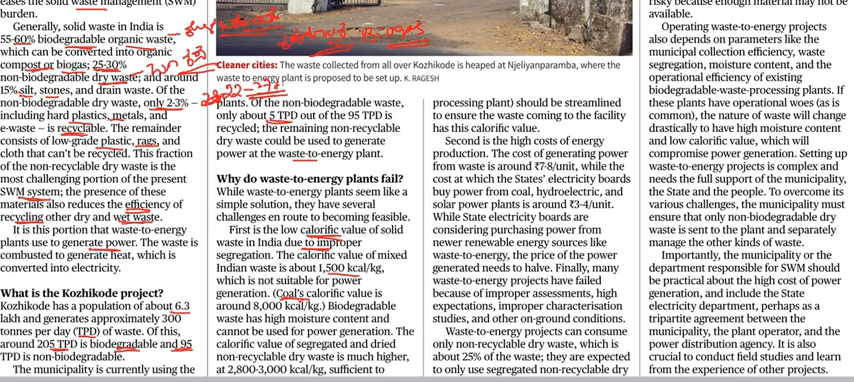 eases the solid waste management (SWM)
burden.
Generally, solid waste in India is
55-60% biodegradable organic waste,
which can be converted into organic
compost or biogas; 25-30%
non-biodegradable dry waste; and around
15% silt, stones, and drain waste. Of the
non-biodegradable dry waste, only 2-3% –
including hard plastics, metals, and
e-waste – is recyclable. The remainder
consists of low-grade plastic, rags, and
cloth that can't be recycled. This fraction
of the non-recyclable dry waste is the
most challenging portion of the present
SWM system; the presence of these
materials also reduces the efficiency of
recycling other dry and wet waste.
It is this portion that waste-to-energy
plants use to generate power. The waste is
combusted to generate heat, which is
converted into electricity.
What is the Kozhikode project?
Kozhikode has a population of about 6.3
lakh and generates approximately 300
tonnes per day (TPD) of waste. Of this,
around 205 TPD is biodegradable and 95
TPD is non-biodegradable.
The municipality is currently using the
Cleaner cities: The waste collected from all over Kozhikode is heaped at Njeliyanparamba, where the
waste to energy plant is proposed to be set up. K. RAGESH
plants. Of the non-biodegradable waste,
only about 5 TPD out of the 95 TPD is
recycled; the remaining non-recyclable
dry waste could be used to generate
power at the waste-to-energy plant.
Why do waste-to-energy plants fail?
While waste-to-energy plants seem like a
simple solution, they have several
challenges en route to becoming feasible.
First is the low calorific value of solid
waste in India due to improper
segregation. The calorific value of mixed
Indian waste is about 1,500 kcal/kg,
which is not suitable for power
generation. (Coal's calorific value is
around 8,000 kcal/kg.) Biodegradable
waste has high moisture content and
cannot be used for power generation. The
calorific value of segregated and dried
non-recyclable dry waste is much higher,
at 2,800-3,000 kcal/kg, sufficient to
processing plant) should be streamlined
to ensure the waste coming to the facility
has this calorific value.
Second is the high costs of energy
production. The cost of generating power
from waste is around ₹7-8/unit, while the
cost at which the States' electricity boards
buy power from coal, hydroelectric, and
solar power plants is around ₹3-4/unit.
While State electricity boards are
considering purchasing power from
newer renewable energy sources like
waste-to-energy, the price of the power
generated needs to halve. Finally, many
waste-to-energy projects have failed
because of improper assessments, high
expectations, improper characterisation
studies, and other on-ground conditions.
Waste-to-energy projects can consume
only non-recyclable dry waste, which is
about 25% of the waste; they are expected
to only use segregated non-recyclable dry
risky because enough material may not be
available.
Operating waste-to-energy projects
also depends on parameters like the
municipal collection efficiency, waste
segregation, moisture content, and the
operational efficiency of existing
biodegradable-waste-processing plants. If
these plants have operational woes (as is
common), the nature of waste will change
drastically to have high moisture content
and low calorific value, which will
compromise power generation. Setting up
waste-to-energy projects is complex and
needs the full support of the municipality,
the State and the people. To overcome its
various challenges, the municipality must
ensure that only non-biodegradable dry
waste is sent to the plant and separately
manage the other kinds of waste.
Importantly, the municipality or the
department responsible for SWM should
be practical about the high cost of power
generation, and include the State
electricity department, perhaps as a
tripartite agreement between the
municipality, the plant operator, and the
power distribution agency. It is also
crucial to conduct field studies and learn
from the experience of other projects.